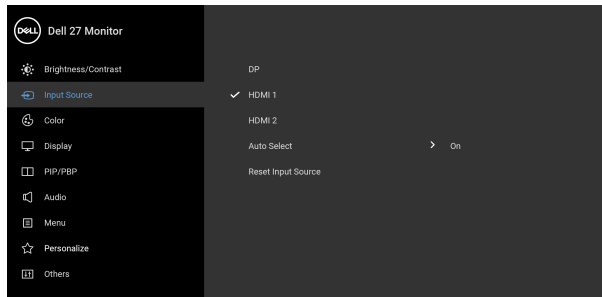 DELL Dell 27 Monitor
Brightness/Contrast DP
Input Source HDMI 1
Color HDMI 2
Display Auto Select On
PIP/PBP Reset Input Source
Audio
Menu
Personalize
Others